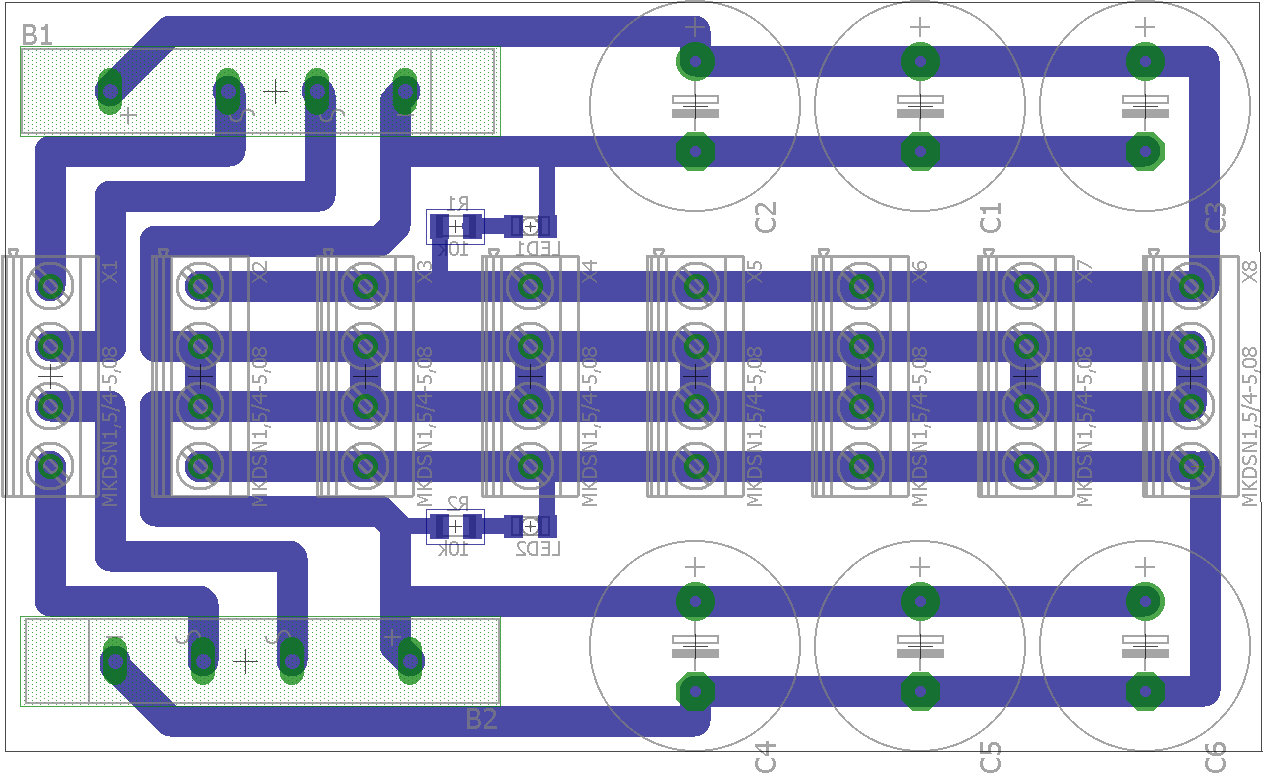 B1
+
S
S
C2
C1
C3
R1
10k
LED1
X1
X2
X3
X4
X5
X6
X7
X8
MKDSN1,5/4-5,08
MKDSN1,5/4-5,08
MKDSN1,5/4-5,08
MKDSN1,5/4-5,08
MKDSN1,5/4-5,08
MKDSN1,5/4-5,08
MKDSN1,5/4-5,08
MKDSN1,5/4-5,08
R2
10k
LED2
S
S
+
B2
C4
C5
C6